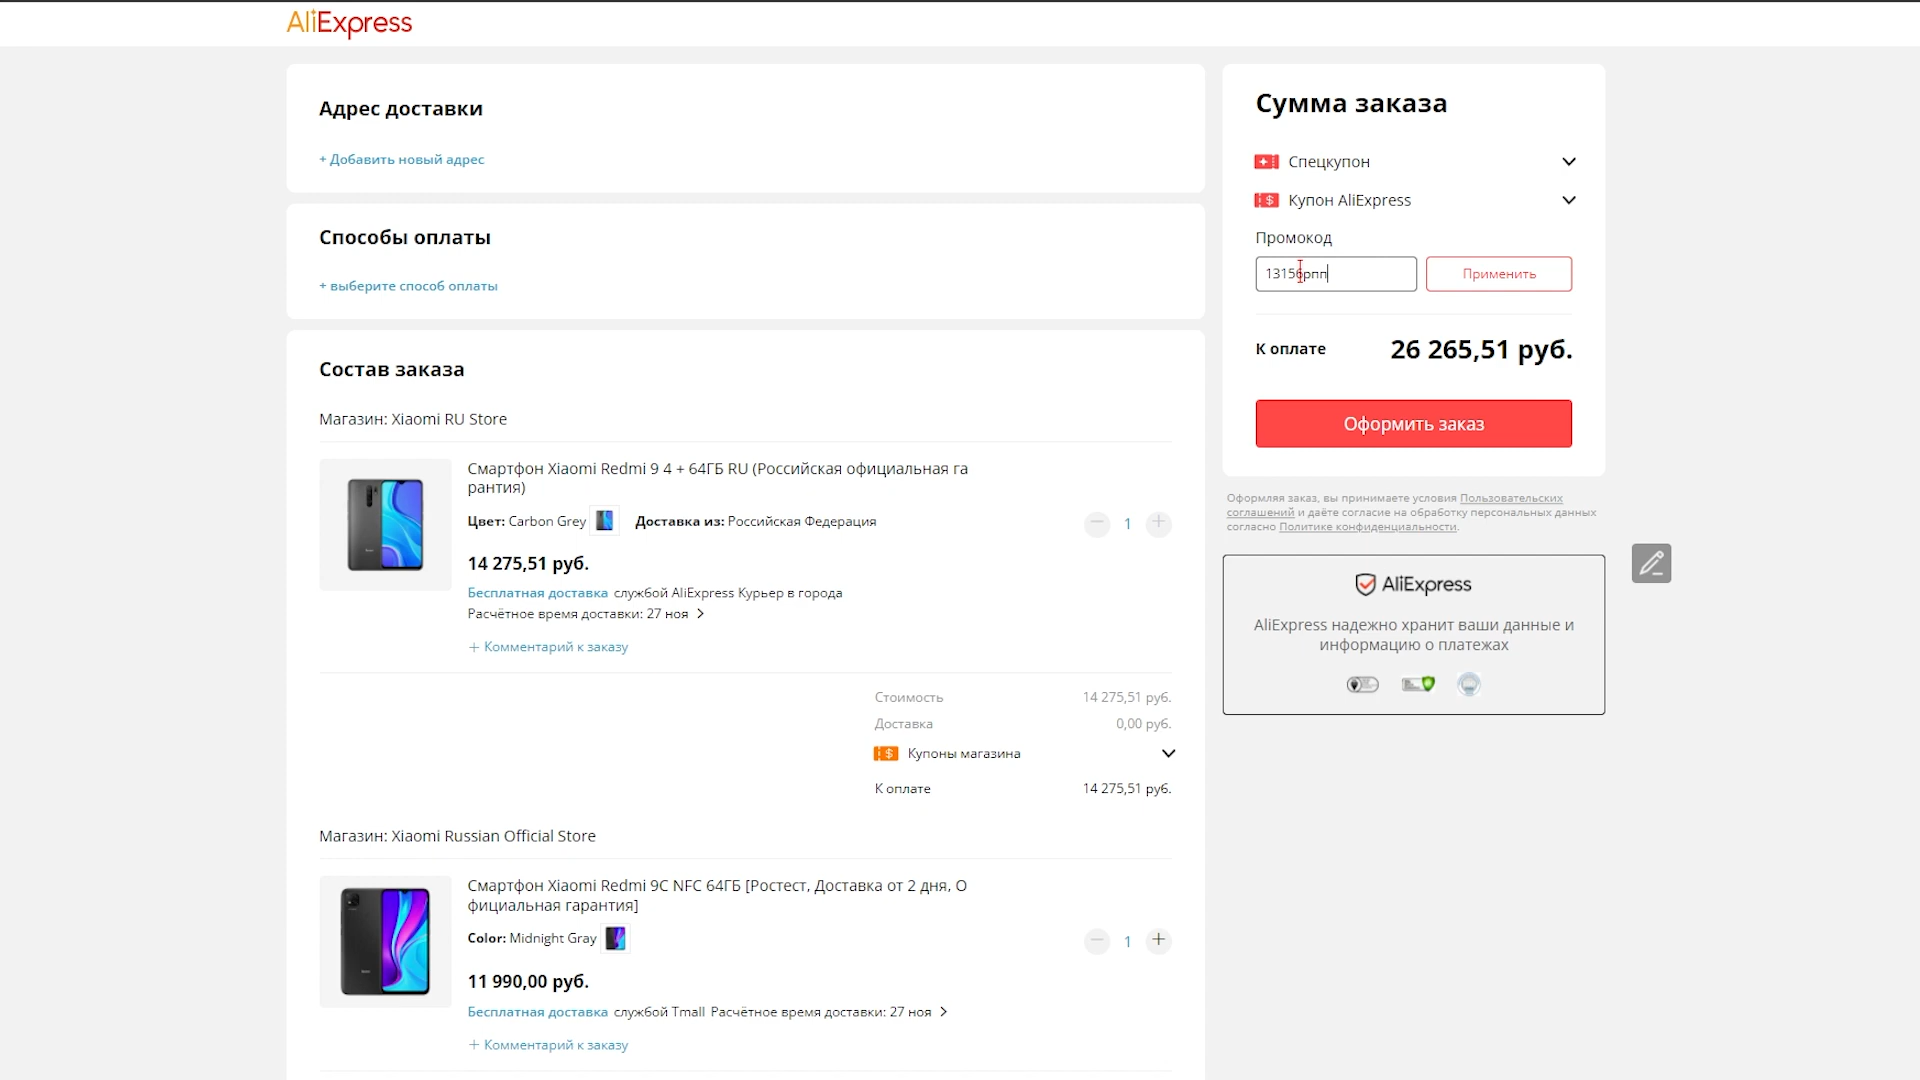 AliExpress
Адрес доставки
+ Добавить новый адрес
Способы оплаты
+ выберите способ оплаты
Состав заказа
Магазин: Xiaomi RU Store
Смартфон Xiaomi Redmi 9 4 + 64ГБ RU (Российская официальная га
рантия)
Цвет: Carbon Grey Доставка из: Российская Федерация
1
14 275,51 руб.
Бесплатная доставка службой AliExpress Курьер в города
Расчётное время доставки: 27 ноя
+ Комментарий к заказу
Стоимость 14 275,51 руб.
Доставка 0,00 руб.
Купоны магазина
К оплате 14 275,51 руб.
Магазин: Xiaomi Russian Official Store
Смартфон Xiaomi Redmi 9C NFC 64ГБ [Ростест, Доставка от 2 дня, О
фициальная гарантия]
Color: Midnight Gray
1
11 990,00 руб.
Бесплатная доставка службой Tmall Расчётное время доставки: 27 ноя
+ Комментарий к заказу
Сумма заказа
Спецкупон
Купон AliExpress
Промокод
13156рпп Применить
К оплате 26 265,51 руб.
Оформить заказ
Оформляя заказ, вы принимаете условия Пользовательских
соглашений и даёте согласие на обработку персональных данных
согласно Политике конфиденциальности.
AliExpress
AliExpress надежно хранит ваши данные и
информацию о платежах